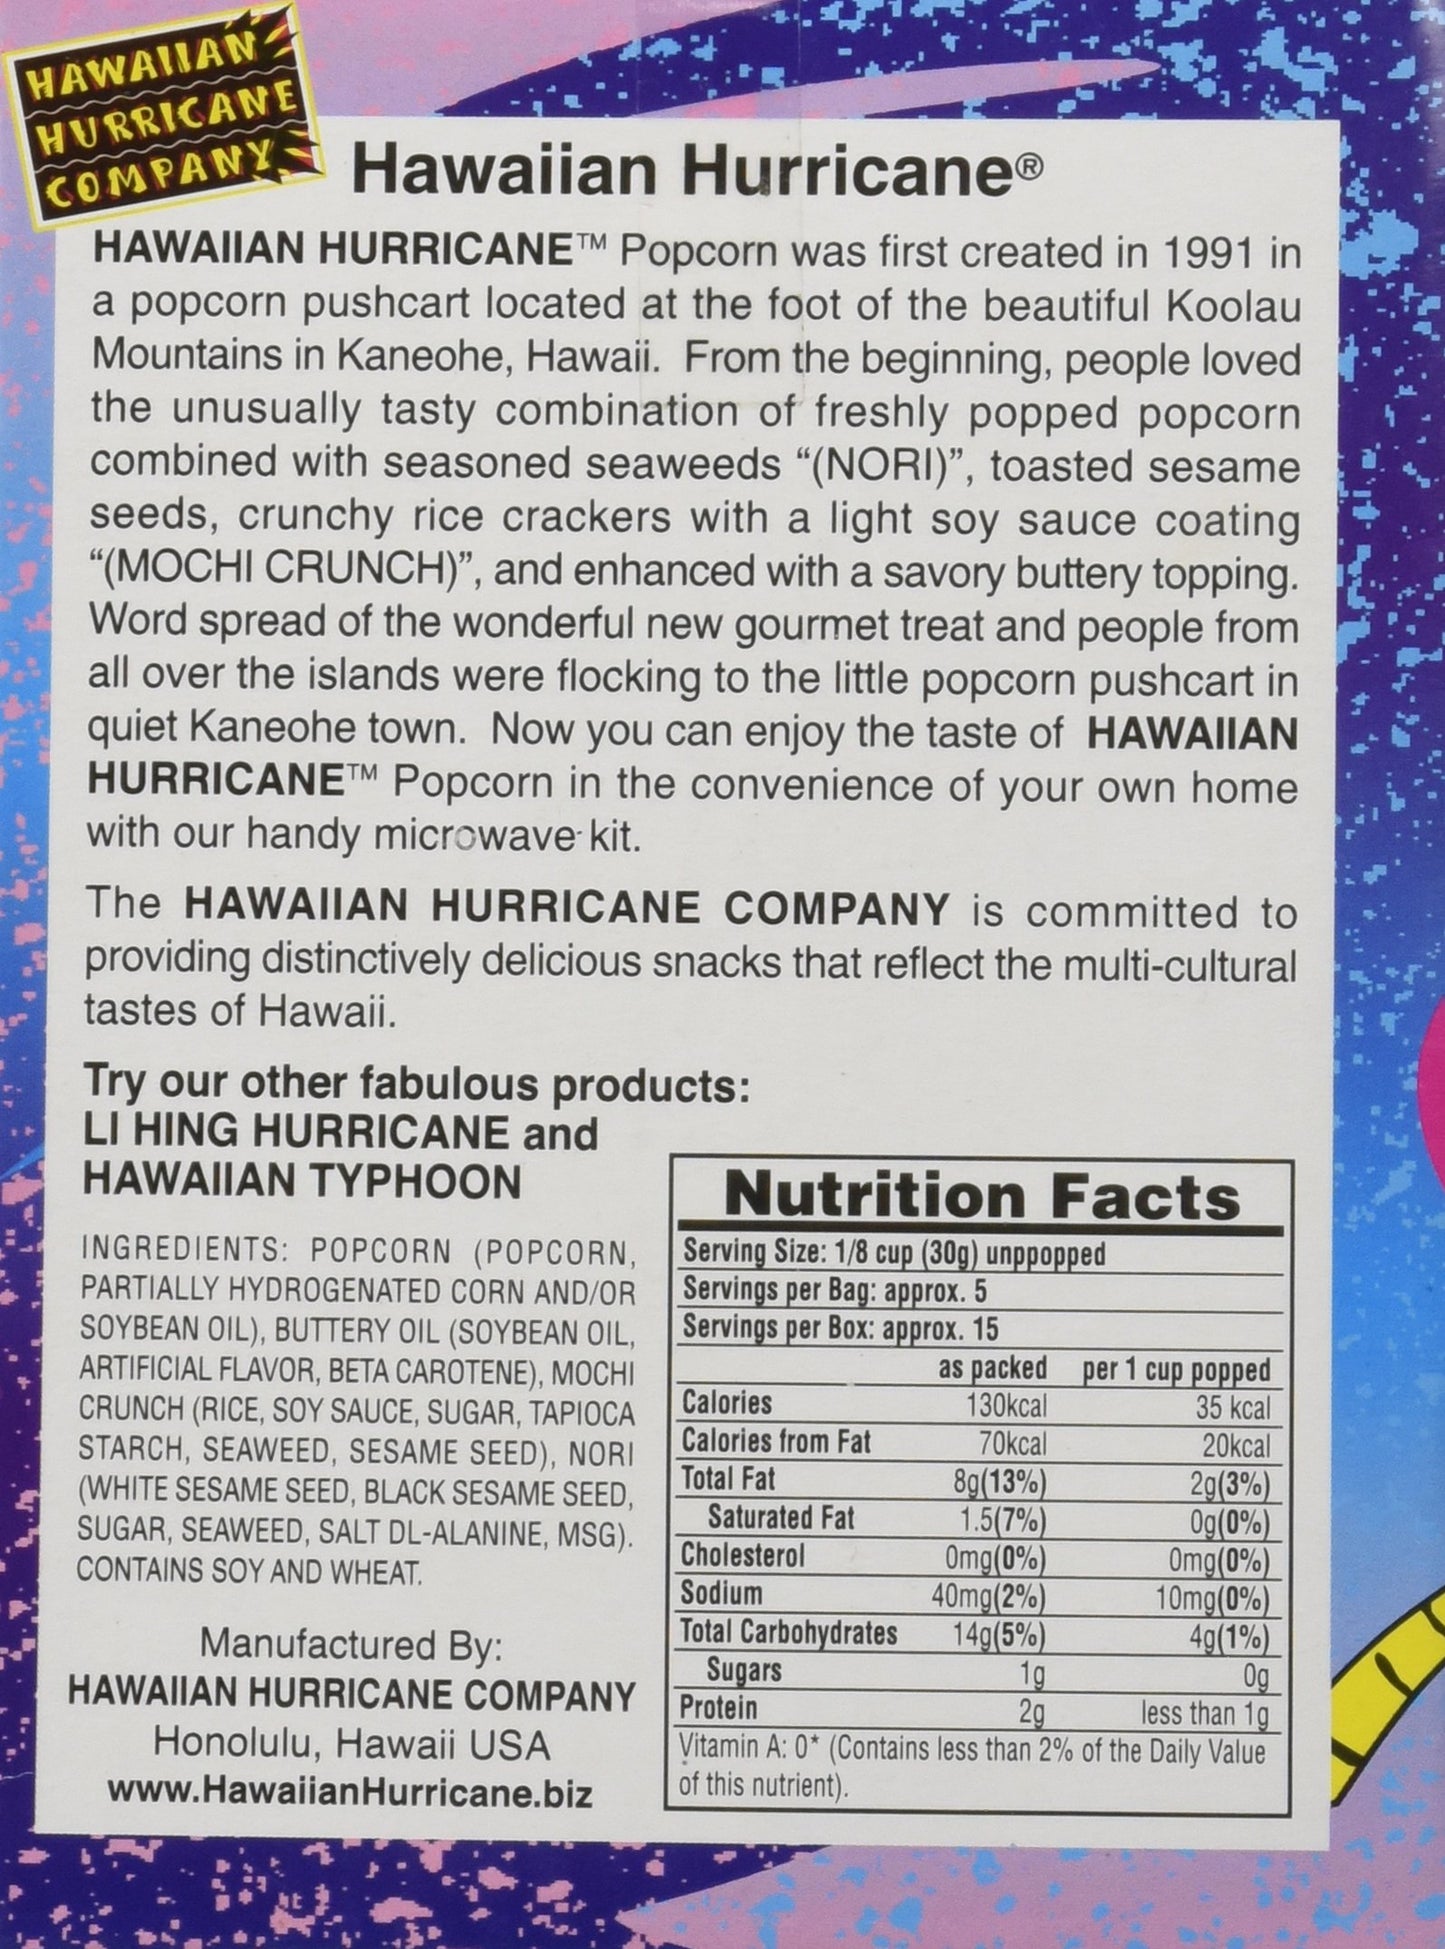 HAWAIIAN
HURRICANE
COMPANY
Hawaiian Hurricane®
HAWAIIAN HURRICANE™ Popcorn was first created in 1991 in
a popcorn pushcart located at the foot of the beautiful Koolau
Mountains in Kaneohe, Hawaii. From the beginning, people loved
the unusually tasty combination of freshly popped popcorn
combined with seasoned seaweeds “(NORI)”, toasted sesame
seeds, crunchy rice crackers with a light soy sauce coating
“(MOCHI CRUNCH)”, and enhanced with a savory buttery topping.
Word spread of the wonderful new gourmet treat and people from
all over the islands were flocking to the little popcorn pushcart in
quiet Kaneohe town. Now you can enjoy the taste of HAWAIIAN
HURRICANE™ Popcorn in the convenience of your own home
with our handy microwave kit.
The HAWAIIAN HURRICANE COMPANY is committed to
providing distinctively delicious snacks that reflect the multi-cultural
tastes of Hawaii.
Try our other fabulous products:
LI HING HURRICANE and
HAWAIIAN TYPHOON
INGREDIENTS: POPCORN (POPCORN,
PARTIALLY HYDROGENATED CORN AND/OR
SOYBEAN OIL), BUTTERY OIL (SOYBEAN OIL,
ARTIFICIAL FLAVOR, BETA CAROTENE), MOCHI
CRUNCH (RICE, SOY SAUCE, SUGAR, TAPIOCA
STARCH, SEAWEED, SESAME SEED), NORI
(WHITE SESAME SEED, BLACK SESAME SEED,
SUGAR, SEAWEED, SALT DL-ALANINE, MSG).
CONTAINS SOY AND WHEAT.
Manufactured By:
HAWAIIAN HURRICANE COMPANY
Honolulu, Hawaii USA
www.HawaiianHurricane.biz
Nutrition Facts
Serving Size: 1/8 cup (30g) unppopped
Servings per Bag: approx. 5
Servings per Box: approx. 15
as packed per 1 cup popped
Calories 130kcal 35 kcal
Calories from Fat 70kcal 20kcal
Total Fat 8g(13%) 2g(3%)
Saturated Fat 1.5(7%) 0g(0%)
Cholesterol 0mg(0%) 0mg(0%)
Sodium 40mg(2%) 10mg(0%)
Total Carbohydrates 14g(5%) 4g(1%)
Sugars 1g 0g
Protein 2g less than 1g
Vitamin A: 0* (Contains less than 2% of the Daily Value
of this nutrient).